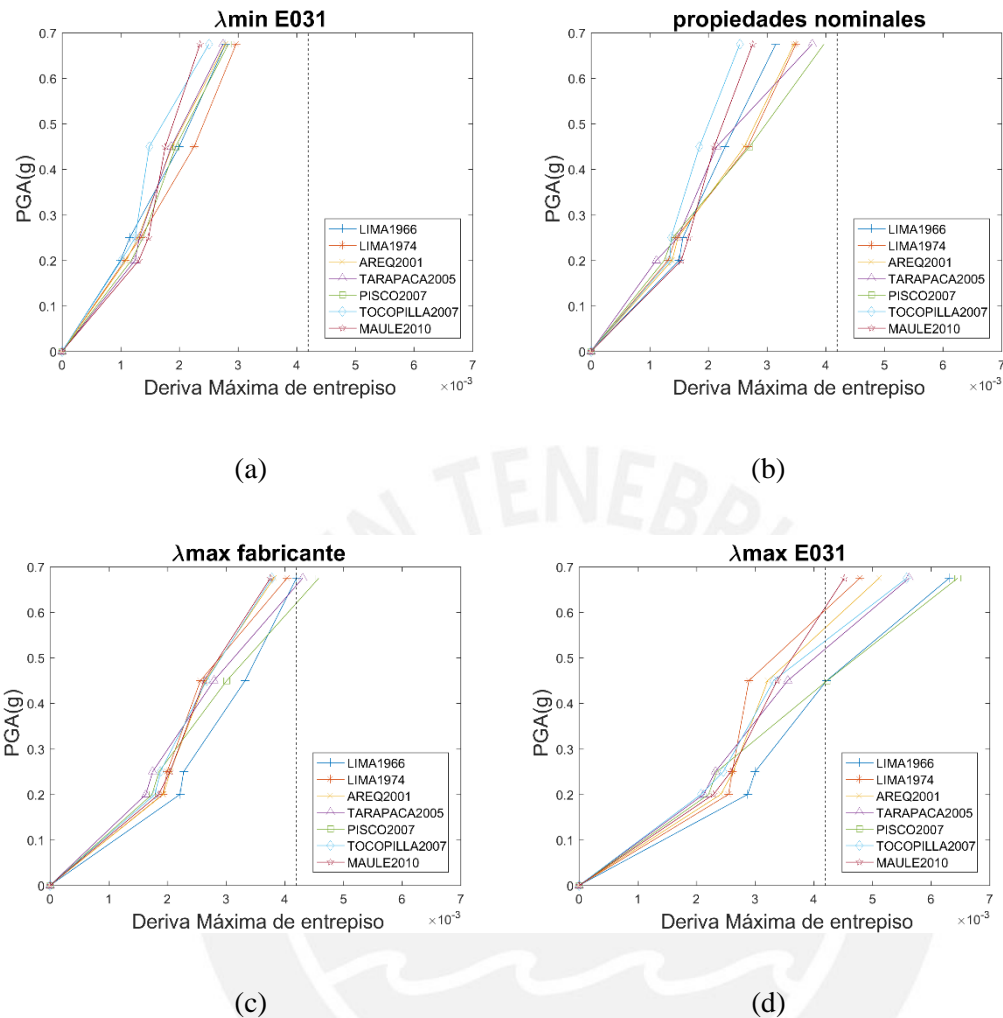 λmin E031
PGA(g)
0.7
0.6
0.5
0.4
0.3
0.2
0.1
0
LIMA1966
LIMA1974
AREQ2001
TARAPACA2005
PISCO2007
TOCOPILLA2007
MAULE2010
0 1 2 3 4 5 6 7
Deriva Máxima de entrepiso
×10-3
(a)
propiedades nominales
PGA(g)
0.7
0.6
0.5
0.4
0.3
0.2
0.1
0
LIMA1966
LIMA1974
AREQ2001
TARAPACA2005
PISCO2007
TOCOPILLA2007
MAULE2010
0 1 2 3 4 5 6 7
Deriva Máxima de entrepiso
×10-3
(b)
IN TENEBRI
λmax fabricante
PGA(g)
0.7
0.6
0.5
0.4
0.3
0.2
0.1
0
LIMA1966
LIMA1974
AREQ2001
TARAPACA2005
PISCO2007
TOCOPILLA2007
MAULE2010
0 1 2 3 4 5 6 7
Deriva Máxima de entrepiso
×10-3
(c)
λmax E031
PGA(g)
0.7
0.6
0.5
0.4
0.3
0.2
0.1
0
LIMA1966
LIMA1974
AREQ2001
TARAPACA2005
PISCO2007
TOCOPILLA2007
MAULE2010
0 1 2 3 4 5 6 7
Deriva Máxima de entrepiso
×10-3
(d)